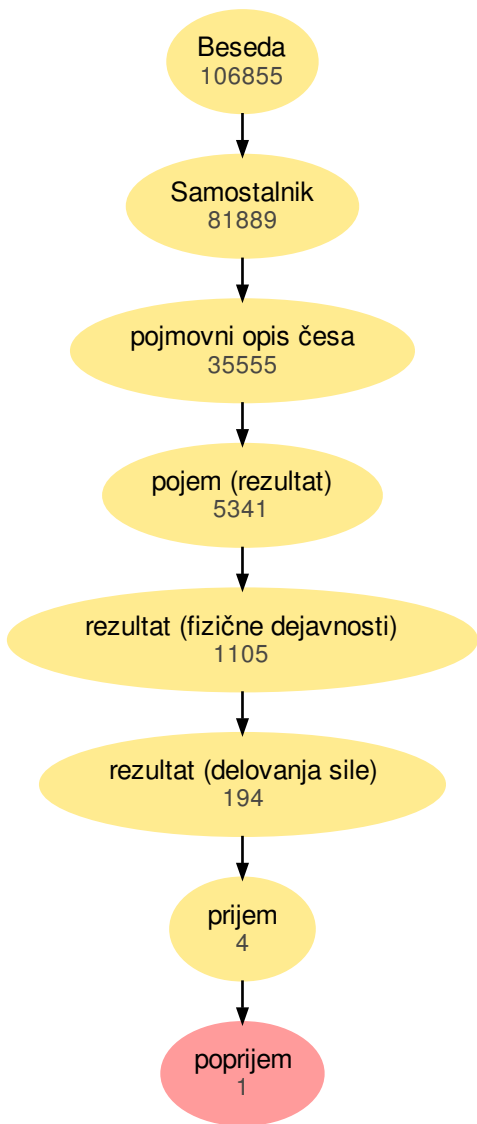 Beseda
106855
Samostalnik
81889
pojmovni opis česa
35555
pojem (rezultat)
5341
rezultat (fizične dejavnosti)
1105
rezultat (delovanja sile)
194
prijem
4
poprijem
1